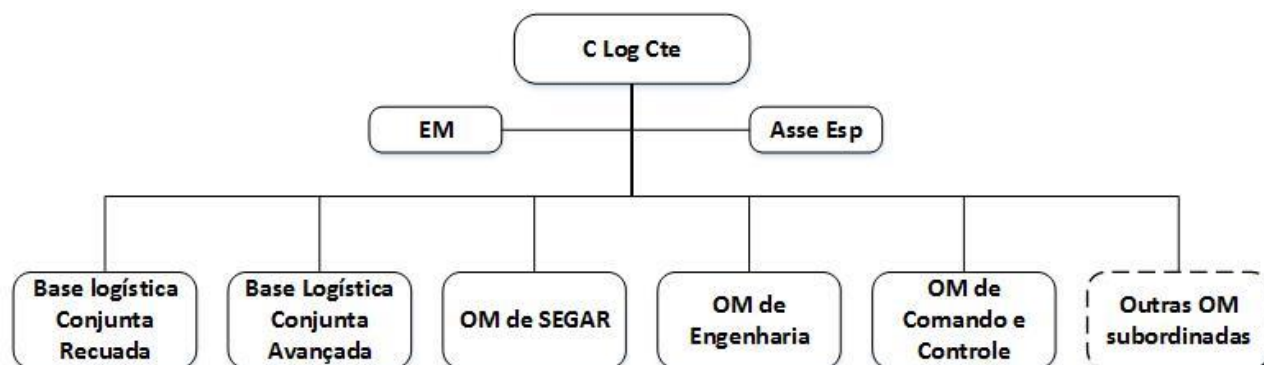 C Log Cte
EM
Asse Esp
Base logística
Conjunta
Recuada
Base Logística
Conjunta
Avançada
OM de SEGAR
OM de
Engenharia
OM de
Comando e
Controle
Outras OM
subordinadas